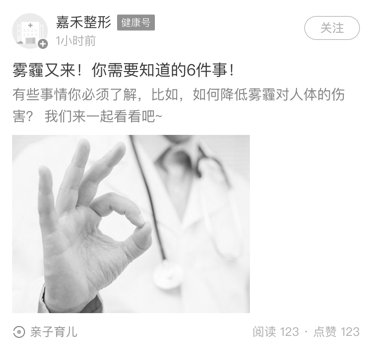 嘉禾整形 健康号
1小时前
关注
雾霾又来！你需要知道的6件事！
有些事情你必须了解，比如，如何降低雾霾对人体的伤
害？ 我们来一起看看吧~
亲子育儿
阅读 123 · 点赞 123